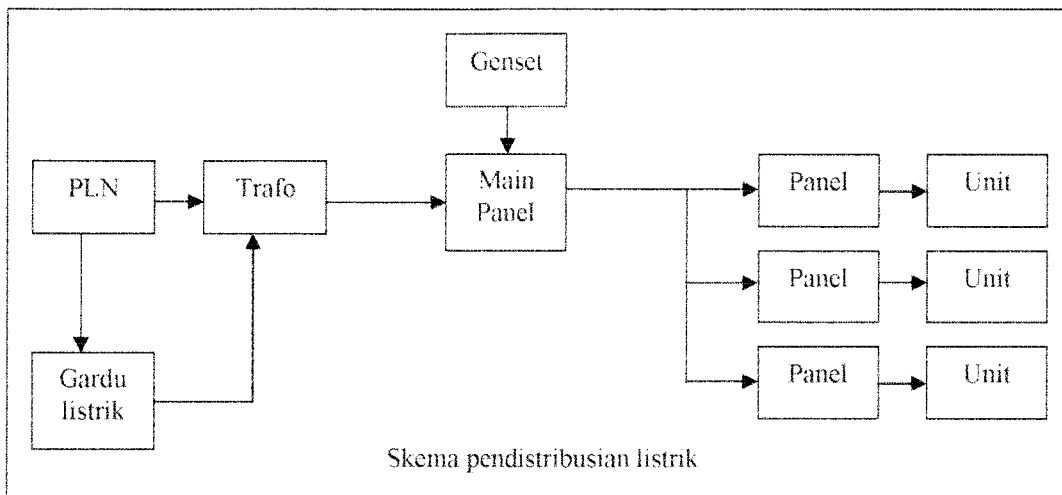 Genset
PLN
Trafo
Main
Panel
Panel
Unit
Panel
Unit
Gardu
listrik
Panel
Unit
Skema pendistribusian listrik